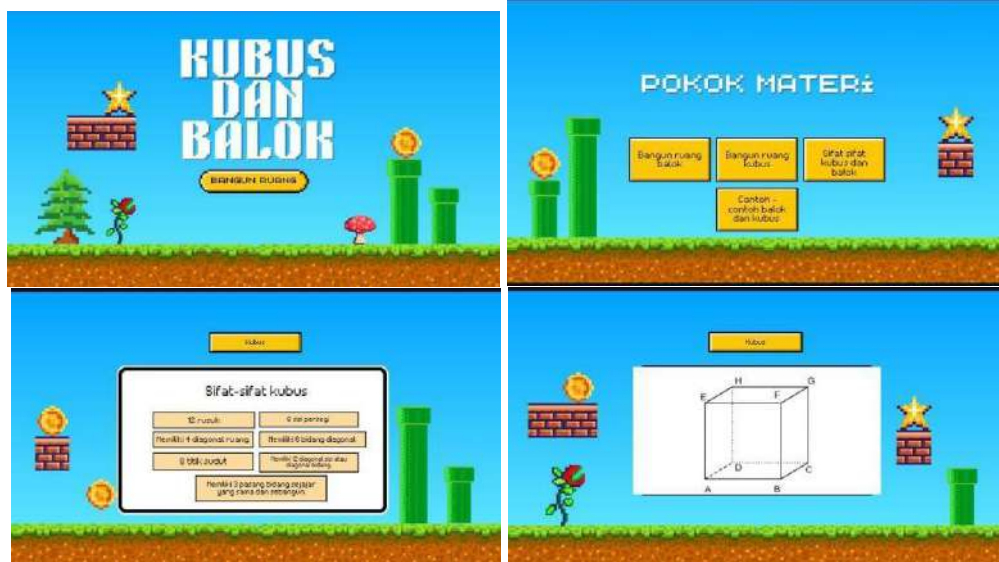 KUBUS
DAN
BALOK
BANGUN RUANG
POKOK MATERi
Bangun ruang
balok
Bangun ruang
kubus
Sifat sifat
kubus dan
balok
Contoh -
contoh balok
dan kubus
Kubus
Sifat-sifat kubus
12 rusuk
6 sisi persegi
Memiliki 4 diagonal ruang
Memiliki 6 bidang diagonal
8 titik sudut
Memiliki 12 diagonal sisi atau
diagonal bidang
Memiliki 3 pasang bidang sejajar
yang sama dan sebangun
Kubus
H G
E F
D C
A B